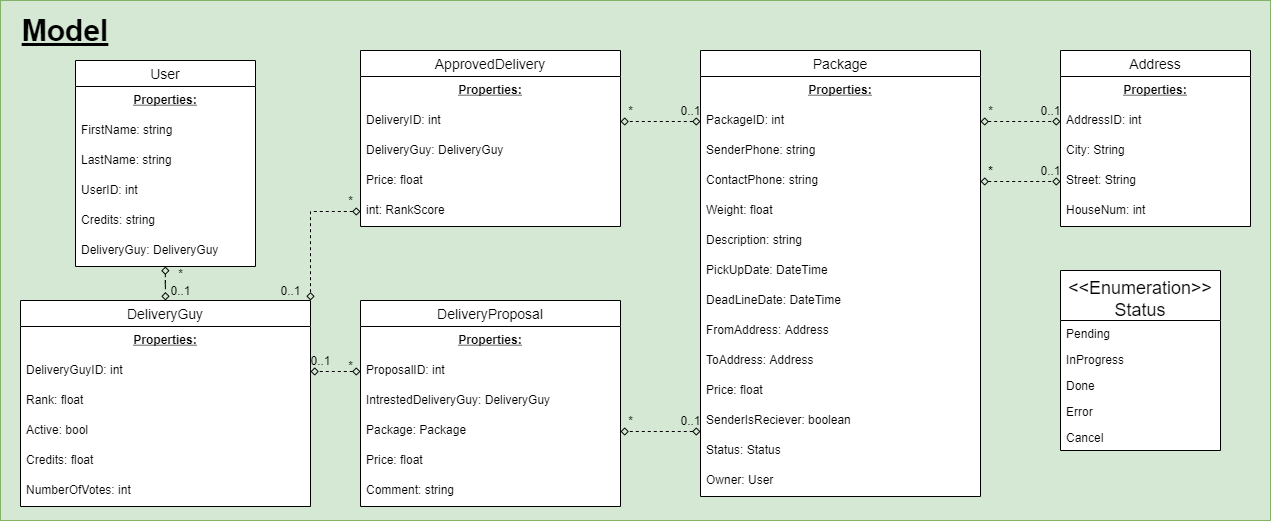 Model
User
Properties:
FirstName: string
LastName: string
UserID: int
Credits: string
DeliveryGuy: DeliveryGuy
*
0..1
ApprovedDelivery
Properties:
DeliveryID: int
DeliveryGuy: DeliveryGuy
Price: float
int: RankScore
*
0..1
*
0..1
Package
Properties:
PackageID: int
SenderPhone: string
ContactPhone: string
Weight: float
Description: string
PickUpDate: DateTime
DeadLineDate: DateTime
FromAddress: Address
ToAddress: Address
Price: float
SenderIsReciever: boolean
Status: Status
Owner: User
*
0..1
*
0..1
Address
Properties:
AddressID: int
City: String
Street: String
HouseNum: int
DeliveryGuy
Properties:
DeliveryGuyID: int
Rank: float
Active: bool
Credits: float
NumberOfVotes: int
0..1
*
DeliveryProposal
Properties:
ProposalID: int
IntrestedDeliveryGuy: DeliveryGuy
Package: Package
Price: float
Comment: string
*
0..1
<<Enumeration>>
Status
Pending
InProgress
Done
Error
Cancel